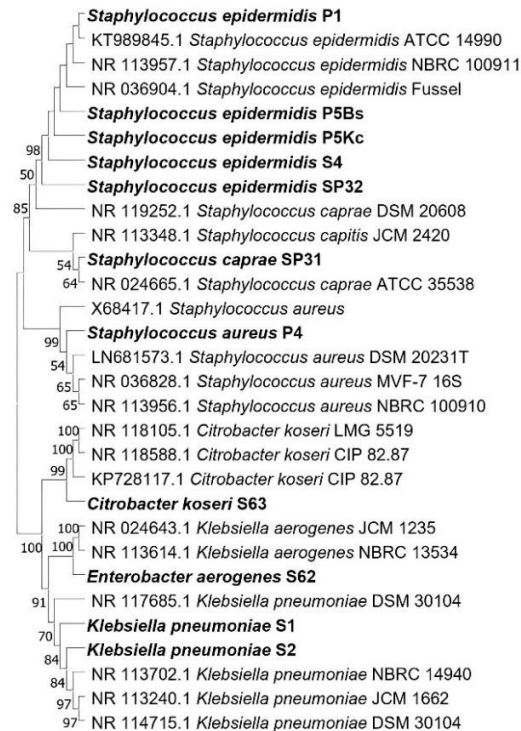 Staphylococcus epidermidis P1
KT989845.1 Staphylococcus epidermidis ATCC 14990
NR 113957.1 Staphylococcus epidermidis NBRC 100911
NR 036904.1 Staphylococcus epidermidis Fussel
Staphylococcus epidermidis P5Bs
Staphylococcus epidermidis P5Kc
98
Staphylococcus epidermidis S4
50
Staphylococcus epidermidis SP32
85
NR 119252.1 Staphylococcus caprae DSM 20608
NR 113348.1 Staphylococcus capitis JCM 2420
54
Staphylococcus caprae SP31
64
NR 024665.1 Staphylococcus caprae ATCC 35538
X68417.1 Staphylococcus aureus
99
Staphylococcus aureus P4
54
LN681573.1 Staphylococcus aureus DSM 20231T
65
NR 036828.1 Staphylococcus aureus MVF-7 16S
65
NR 113956.1 Staphylococcus aureus NBRC 100910
100
NR 118105.1 Citrobacter koseri LMG 5519
100
NR 118588.1 Citrobacter koseri CIP 82.87
99
KP728117.1 Citrobacter koseri CIP 82.87
Citrobacter koseri S63
100
NR 024643.1 Klebsiella aerogenes JCM 1235
100
100
NR 113614.1 Klebsiella aerogenes NBRC 13534
Enterobacter aerogenes S62
91
NR 117685.1 Klebsiella pneumoniae DSM 30104
70
Klebsiella pneumoniae S1
84
Klebsiella pneumoniae S2
84
NR 113702.1 Klebsiella pneumoniae NBRC 14940
97
NR 113240.1 Klebsiella pneumoniae JCM 1662
97
NR 114715.1 Klebsiella pneumoniae DSM 30104